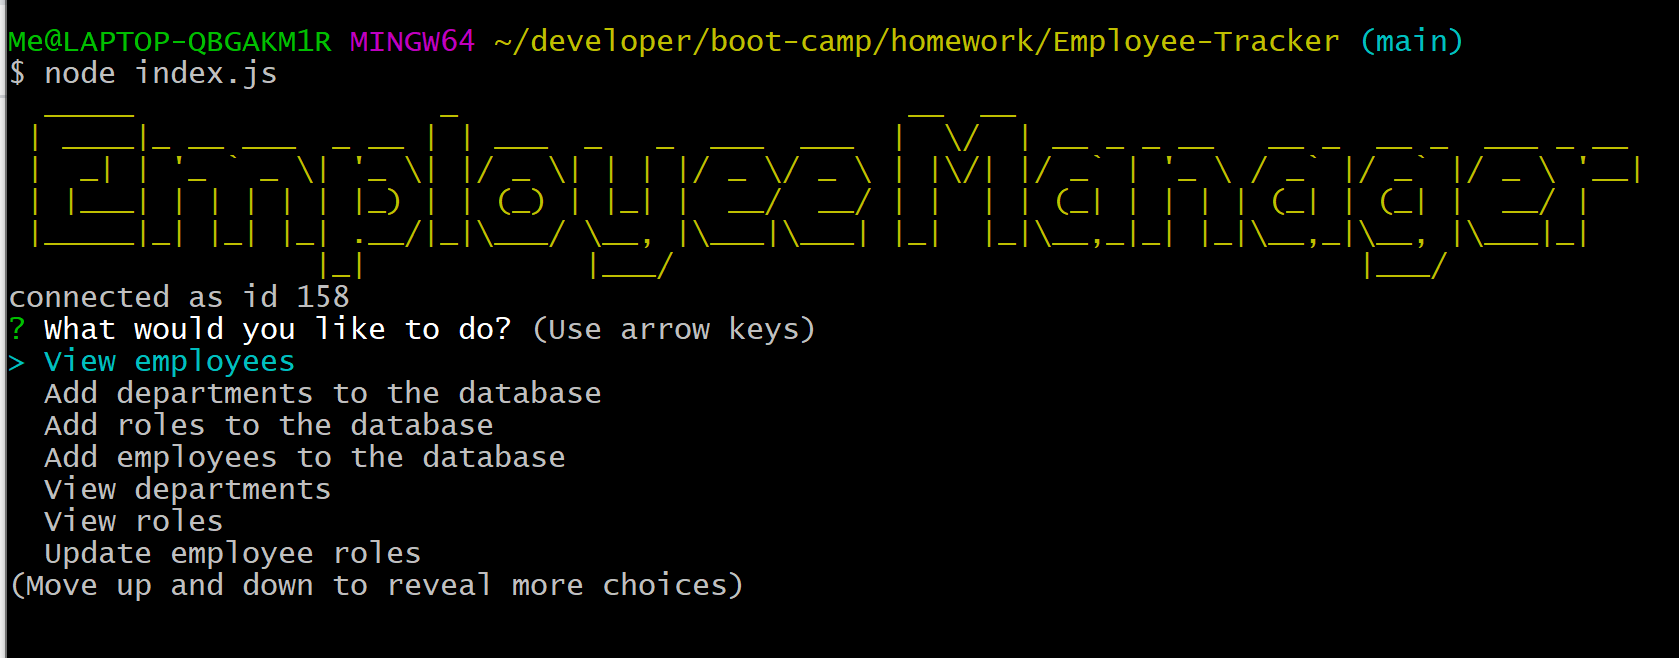 Me@LAPTOP-QBGAKM1R MINGW64 ~/developer/boot-camp/homework/Employee-Tracker (main)
$ node index.js
Employee Manager
connected as id 158
? What would you like to do? (Use arrow keys)
> View employees
Add departments to the database
Add roles to the database
Add employees to the database
View departments
View roles
Update employee roles
(Move up and down to reveal more choices)